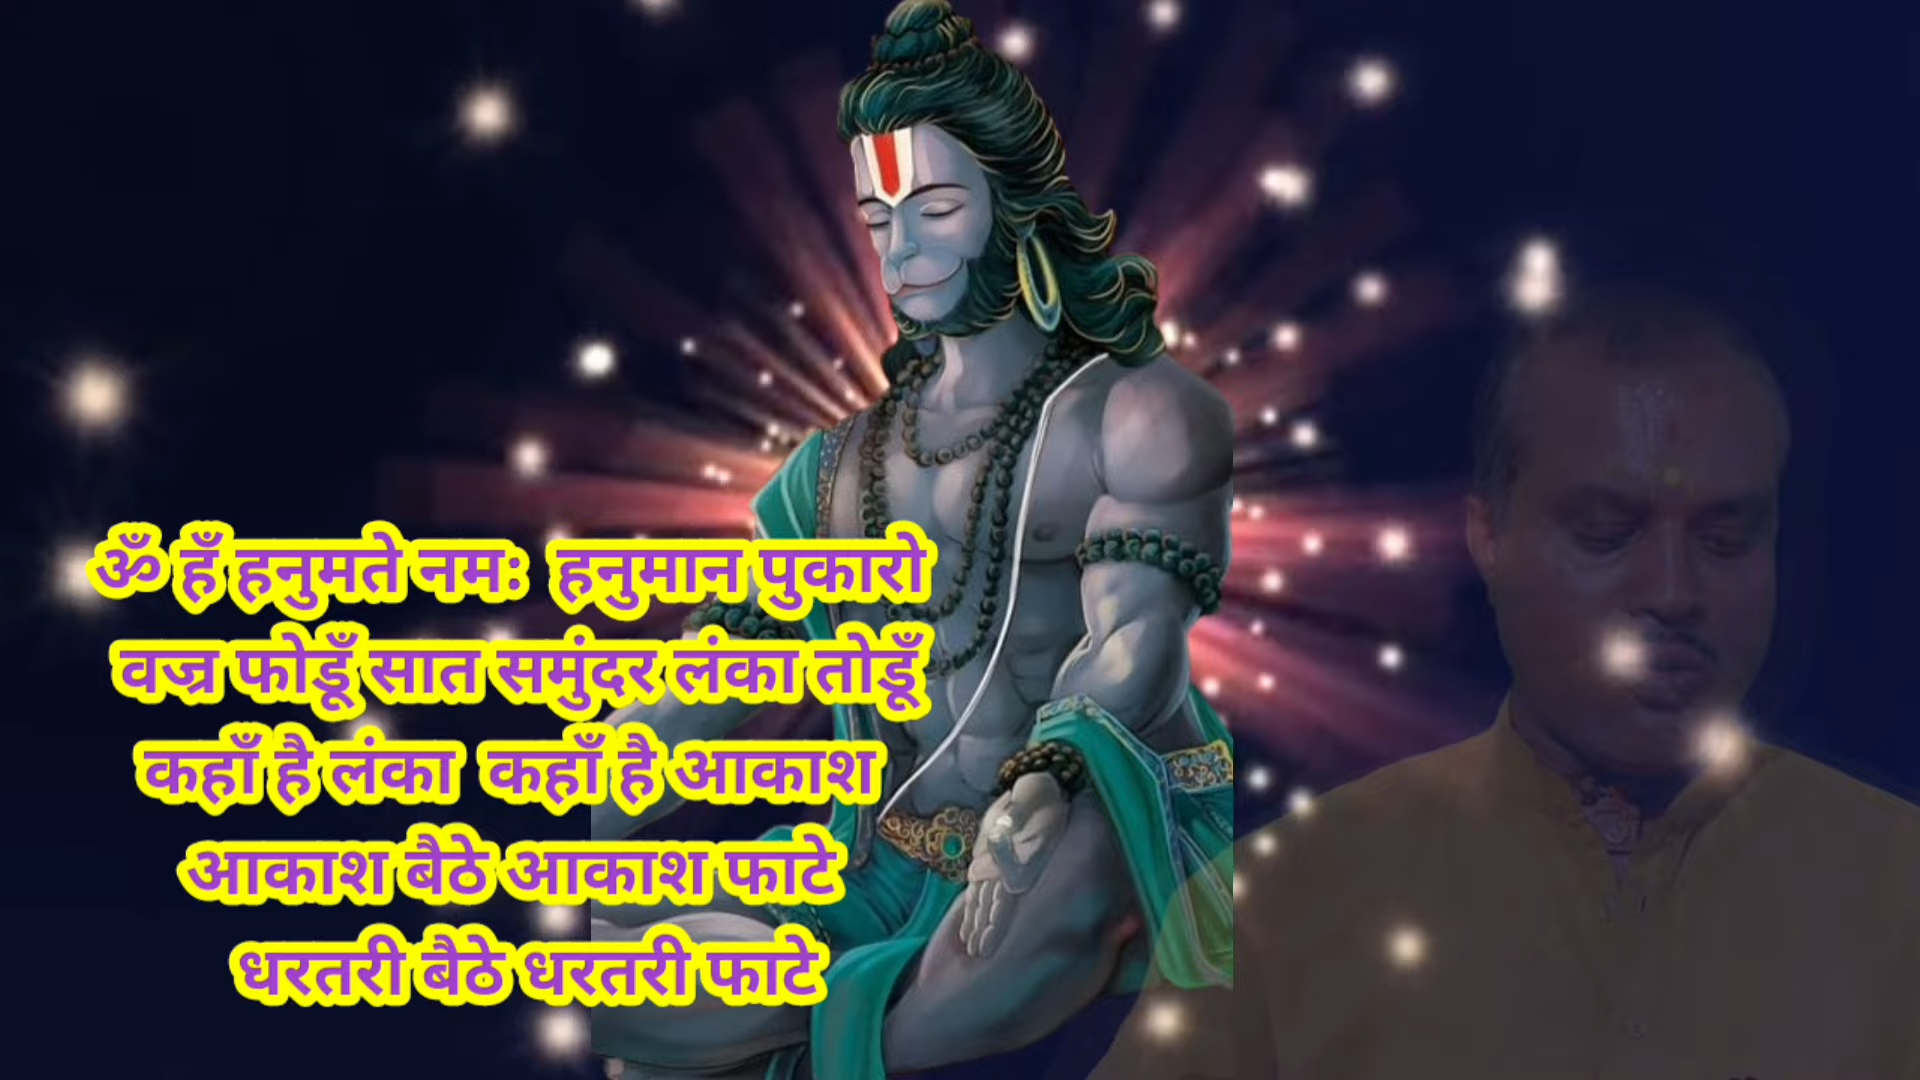 ॐ हँ हनुमते नमः हनुमान पुकारो
वज्र फोडूँ सात समुंदर लंका तोडूँ
कहाँ है लंका कहाँ है आकाश
आकाश बैठे आकाश फाटे
धरतरी बैठे धरतरी फाटे